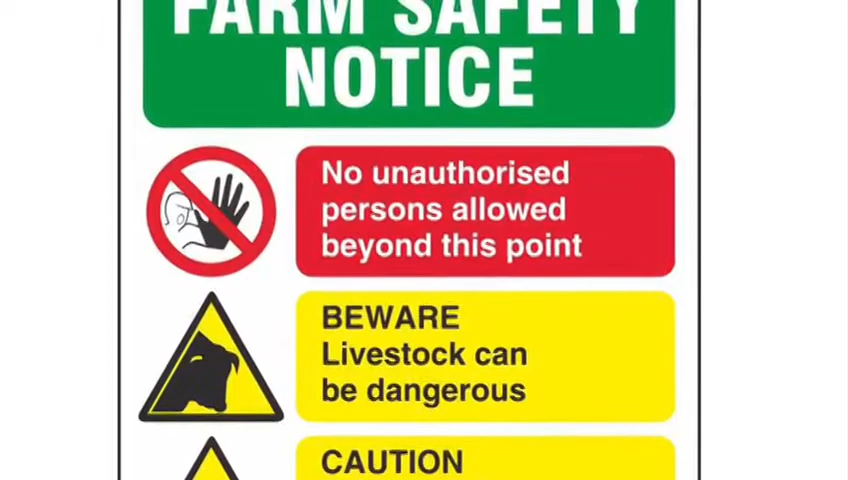 FARM SAFETY
NOTICE
No unauthorised
persons allowed
beyond this point
BEWARE
Livestock can
be dangerous
CAUTION